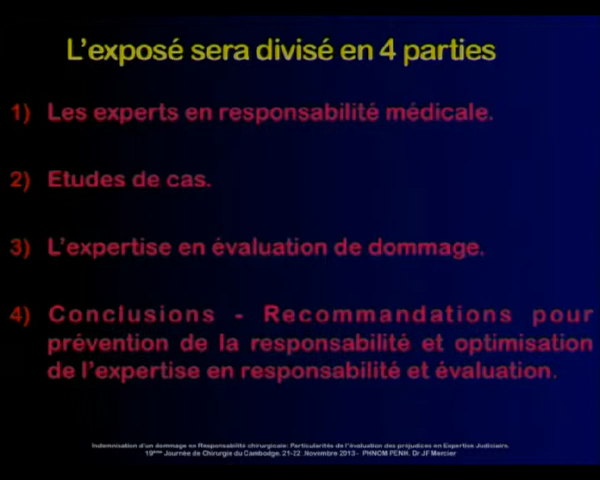 L'exposé sera divisé en 4 parties
1) Les experts en responsabilité médicale.
2) Etudes de cas.
3) L'expertise en évaluation de dommage.
4) Conclusions - Recommandations pour
prévention de la responsabilité et optimisation
de l'expertise en responsabilité et évaluation.
Indemnisation d'un dommage en Responsabilité chirurgicale: Particularités de l'évaluation des préjudices en Expertise Judiciaire.
19ème Journée de Chirurgie du Cambodge. 21-22 .Novembre 2013 - PHNOM PENH. Dr JF Mercier